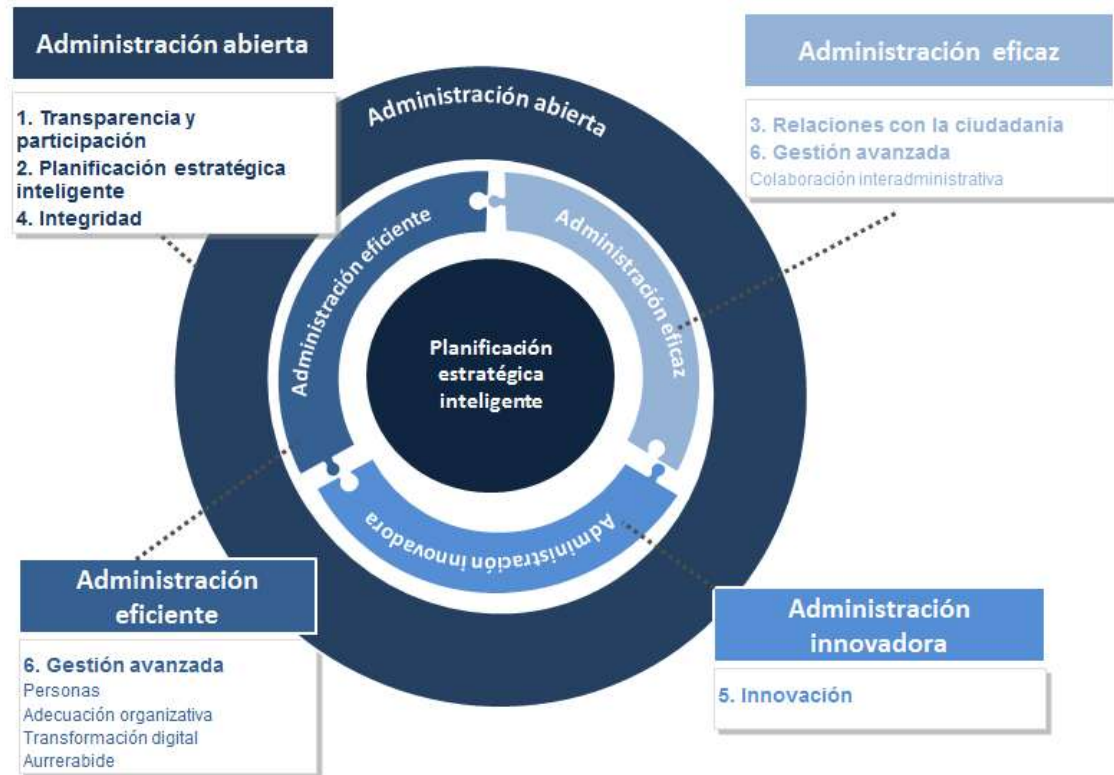 Administración abierta
1. Transparencia y
participación
2. Planificación estratégica
inteligente
4. Integridad
Administración eficaz
3. Relaciones con la ciudadanía
6. Gestión avanzada
Colaboración interadministrativa
Administración abierta
Administración eficiente
Administración eficaz
Planificación
estratégica
inteligente
Administración innovadora
Administración
eficiente
6. Gestión avanzada
Personas
Adecuación organizativa
Transformación digital
Aurrerabide
Administración
innovadora
5. Innovación